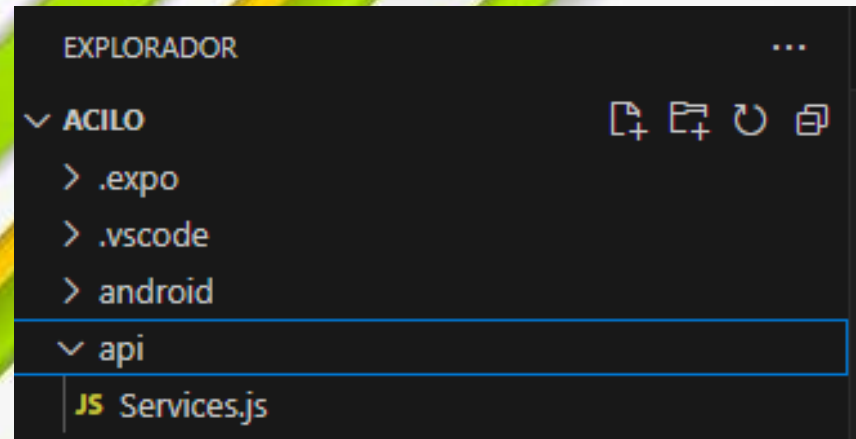 EXPLORADOR
ACILO
.expo
.vscode
android
api
JS Services.js